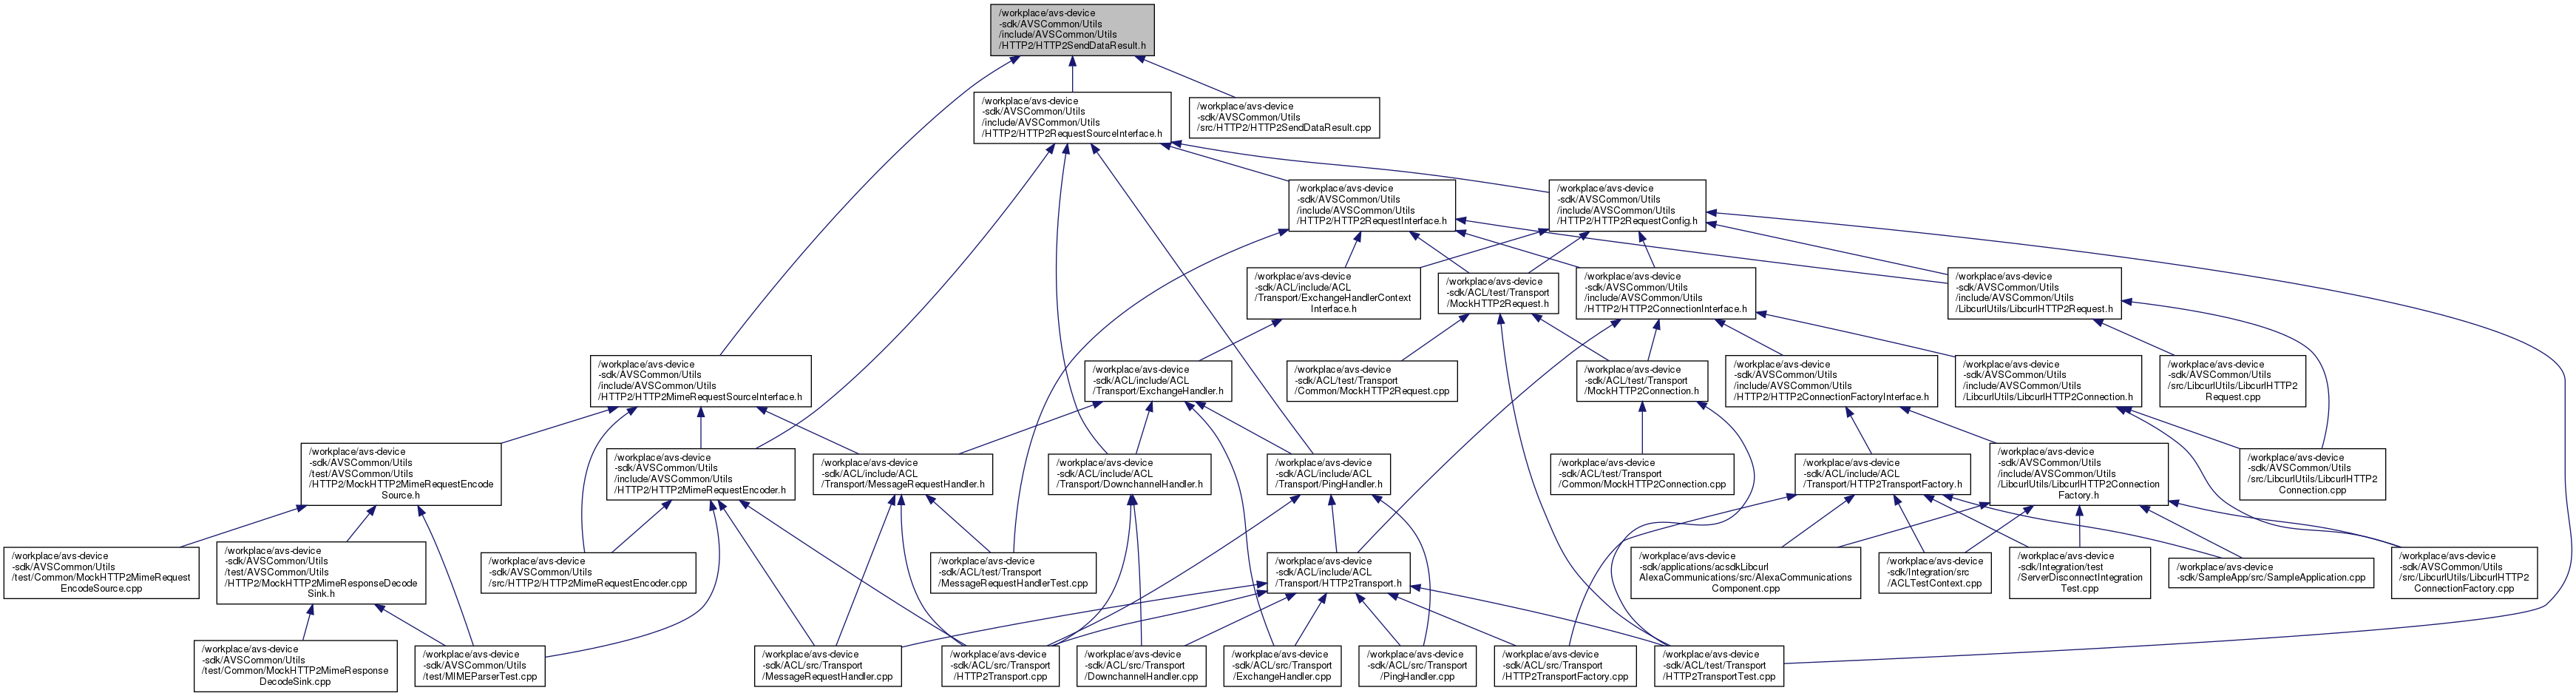 /workplace/avs-device
-sdk/AVSCommon/Utils
/include/AVSCommon/Utils
/HTTP2/HTTP2SendDataResult.h
/workplace/avs-device
-sdk/AVSCommon/Utils
/include/AVSCommon/Utils
/HTTP2/HTTP2RequestSourceInterface.h
/workplace/avs-device
-sdk/AVSCommon/Utils
/src/HTTP2/HTTP2SendDataResult.cpp
/workplace/avs-device
-sdk/AVSCommon/Utils
/include/AVSCommon/Utils
/HTTP2/HTTP2RequestInterface.h
/workplace/avs-device
-sdk/AVSCommon/Utils
/include/AVSCommon/Utils
/HTTP2/HTTP2RequestConfig.h
/workplace/avs-device
-sdk/ACL/include/ACL
/Transport/ExchangeHandlerContext
Interface.h
/workplace/avs-device
-sdk/ACL/test/Transport
/MockHTTP2Request.h
/workplace/avs-device
-sdk/AVSCommon/Utils
/include/AVSCommon/Utils
/HTTP2/HTTP2ConnectionInterface.h
/workplace/avs-device
-sdk/AVSCommon/Utils
/include/AVSCommon/Utils
/LibcurlUtils/LibcurlHTTP2Request.h
/workplace/avs-device
-sdk/AVSCommon/Utils
/include/AVSCommon/Utils
/HTTP2/HTTP2MimeRequestSourceInterface.h
/workplace/avs-device
-sdk/ACL/include/ACL
/Transport/ExchangeHandler.h
/workplace/avs-device
-sdk/ACL/test/Transport
/Common/MockHTTP2Request.cpp
/workplace/avs-device
-sdk/ACL/test/Transport
/MockHTTP2Connection.h
/workplace/avs-device
-sdk/AVSCommon/Utils
/include/AVSCommon/Utils
/HTTP2/HTTP2ConnectionFactoryInterface.h
/workplace/avs-device
-sdk/AVSCommon/Utils
/include/AVSCommon/Utils
/LibcurlUtils/LibcurlHTTP2Connection.h
/workplace/avs-device
-sdk/AVSCommon/Utils
/src/LibcurlUtils/LibcurlHTTP2
Request.cpp
/workplace/avs-device
-sdk/AVSCommon/Utils
/test/AVSCommon/Utils
/HTTP2/MockHTTP2MimeRequestEncode
Source.h
/workplace/avs-device
-sdk/AVSCommon/Utils
/include/AVSCommon/Utils
/HTTP2/HTTP2MimeRequestEncoder.h
/workplace/avs-device
-sdk/ACL/include/ACL
/Transport/MessageRequestHandler.h
/workplace/avs-device
-sdk/ACL/include/ACL
/Transport/DownchannelHandler.h
/workplace/avs-device
-sdk/ACL/include/ACL
/Transport/PingHandler.h
/workplace/avs-device
-sdk/ACL/test/Transport
/Common/MockHTTP2Connection.cpp
/workplace/avs-device
-sdk/ACL/include/ACL
/Transport/HTTP2TransportFactory.h
/workplace/avs-device
-sdk/AVSCommon/Utils
/include/AVSCommon/Utils
/LibcurlUtils/LibcurlHTTP2Connection
Factory.h
/workplace/avs-device
-sdk/AVSCommon/Utils
/src/LibcurlUtils/LibcurlHTTP2
Connection.cpp
/workplace/avs-device
-sdk/AVSCommon/Utils
/test/Common/MockHTTP2MimeRequest
EncodeSource.cpp
/workplace/avs-device
-sdk/AVSCommon/Utils
/test/AVSCommon/Utils
/HTTP2/MockHTTP2MimeResponseDecode
Sink.h
/workplace/avs-device
-sdk/AVSCommon/Utils
/src/HTTP2/HTTP2MimeRequestEncoder.cpp
/workplace/avs-device
-sdk/ACL/test/Transport
/MessageRequestHandlerTest.cpp
/workplace/avs-device
-sdk/ACL/include/ACL
/Transport/HTTP2Transport.h
/workplace/avs-device
-sdk/applications/acsdkLibcurl
AlexaCommunications/src/AlexaCommunications
Component.cpp
/workplace/avs-device
-sdk/Integration/src
/ACLTestContext.cpp
/workplace/avs-device
-sdk/Integration/test
/ServerDisconnectIntegration
Test.cpp
/workplace/avs-device
-sdk/SampleApp/src/SampleApplication.cpp
/workplace/avs-device
-sdk/AVSCommon/Utils
/src/LibcurlUtils/LibcurlHTTP2
ConnectionFactory.cpp
/workplace/avs-device
-sdk/AVSCommon/Utils
/test/Common/MockHTTP2MimeResponse
DecodeSink.cpp
/workplace/avs-device
-sdk/AVSCommon/Utils
/test/MIMEParserTest.cpp
/workplace/avs-device
-sdk/ACL/src/Transport
/MessageRequestHandler.cpp
/workplace/avs-device
-sdk/ACL/src/Transport
/HTTP2Transport.cpp
/workplace/avs-device
-sdk/ACL/src/Transport
/DownchannelHandler.cpp
/workplace/avs-device
-sdk/ACL/src/Transport
/ExchangeHandler.cpp
/workplace/avs-device
-sdk/ACL/src/Transport
/PingHandler.cpp
/workplace/avs-device
-sdk/ACL/src/Transport
/HTTP2TransportFactory.cpp
/workplace/avs-device
-sdk/ACL/test/Transport
/HTTP2TransportTest.cpp